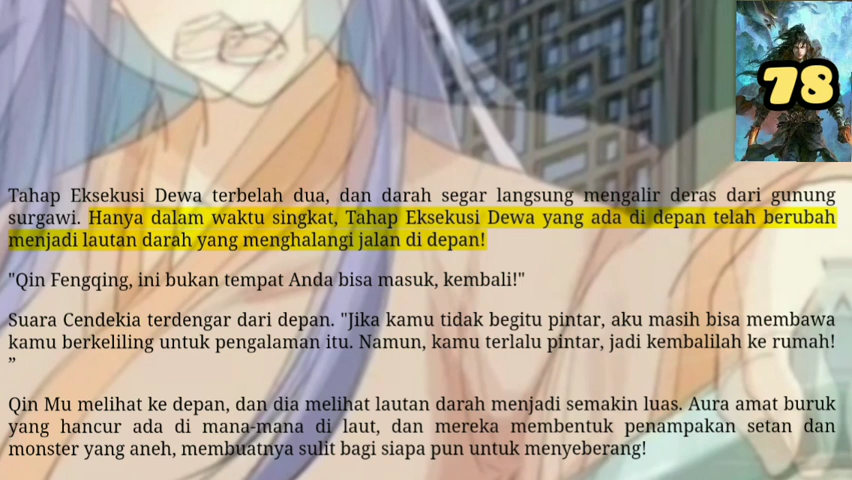 78
Tahap Eksekusi Dewa terbelah dua, dan darah segar langsung mengalir deras dari gunung
surgawi. Hanya dalam waktu singkat, Tahap Eksekusi Dewa yang ada di depan telah berubah
menjadi lautan darah yang menghalangi jalan di depan!
"Qin Fengqing, ini bukan tempat Anda bisa masuk, kembali!"
Suara Cendekia terdengar dari depan. "Jika kamu tidak begitu pintar, aku masih bisa membawa
kamu berkeliling untuk pengalaman itu. Namun, kamu terlalu pintar, jadi kembalilah ke rumah!
”
Qin Mu melihat ke depan, dan dia melihat lautan darah menjadi semakin luas. Aura amat buruk
yang hancur ada di mana-mana di laut, dan mereka membentuk penampakan setan dan
monster yang aneh, membuatnya sulit bagi siapa pun untuk menyeberang!